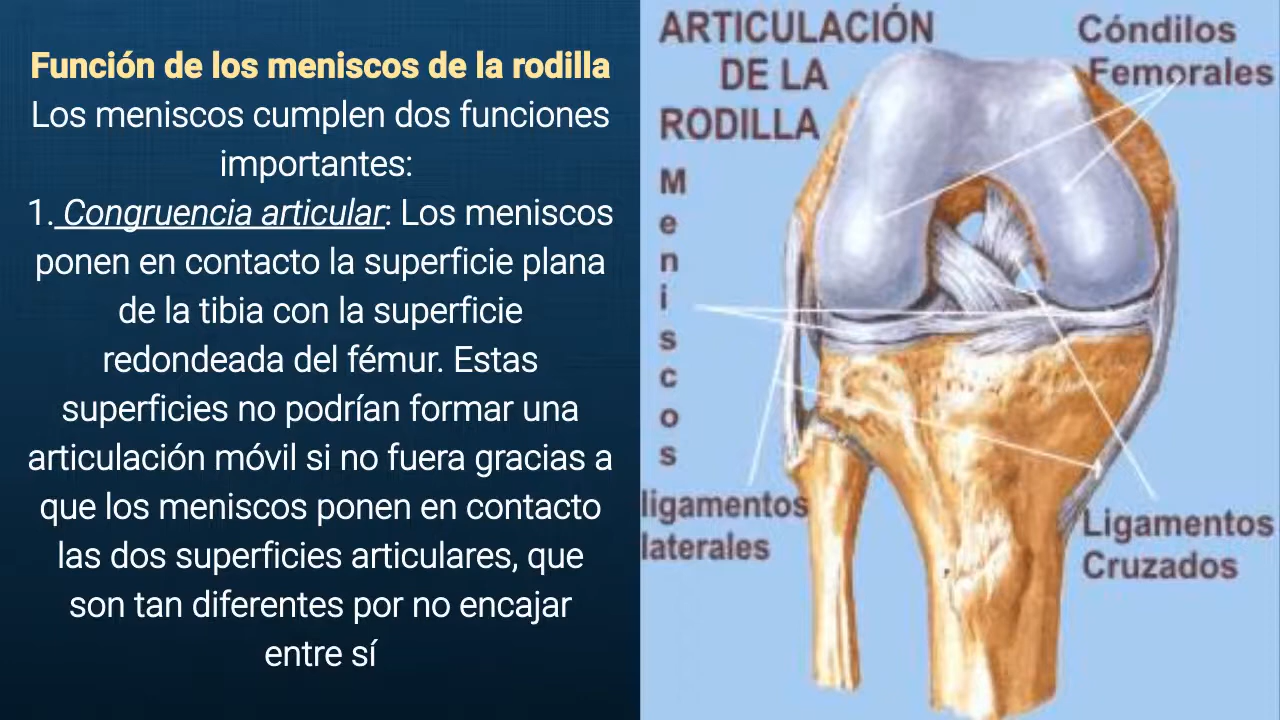 Función de los meniscos de la rodilla
Los meniscos cumplen dos funciones
importantes:
1. Congruencia articular: Los meniscos
ponen en contacto la superficie plana
de la tibia con la superficie
redondeada del fémur. Estas
superficies no podrían formar una
articulación móvil si no fuera gracias a
que los meniscos ponen en contacto
las dos superficies articulares, que
son tan diferentes por no encajar
entre sí
ARTICULACIÓN
DE LA
RODILLA
Cóndilos
Femorales
Meniscos
ligamentos
laterales
Ligamentos
Cruzados